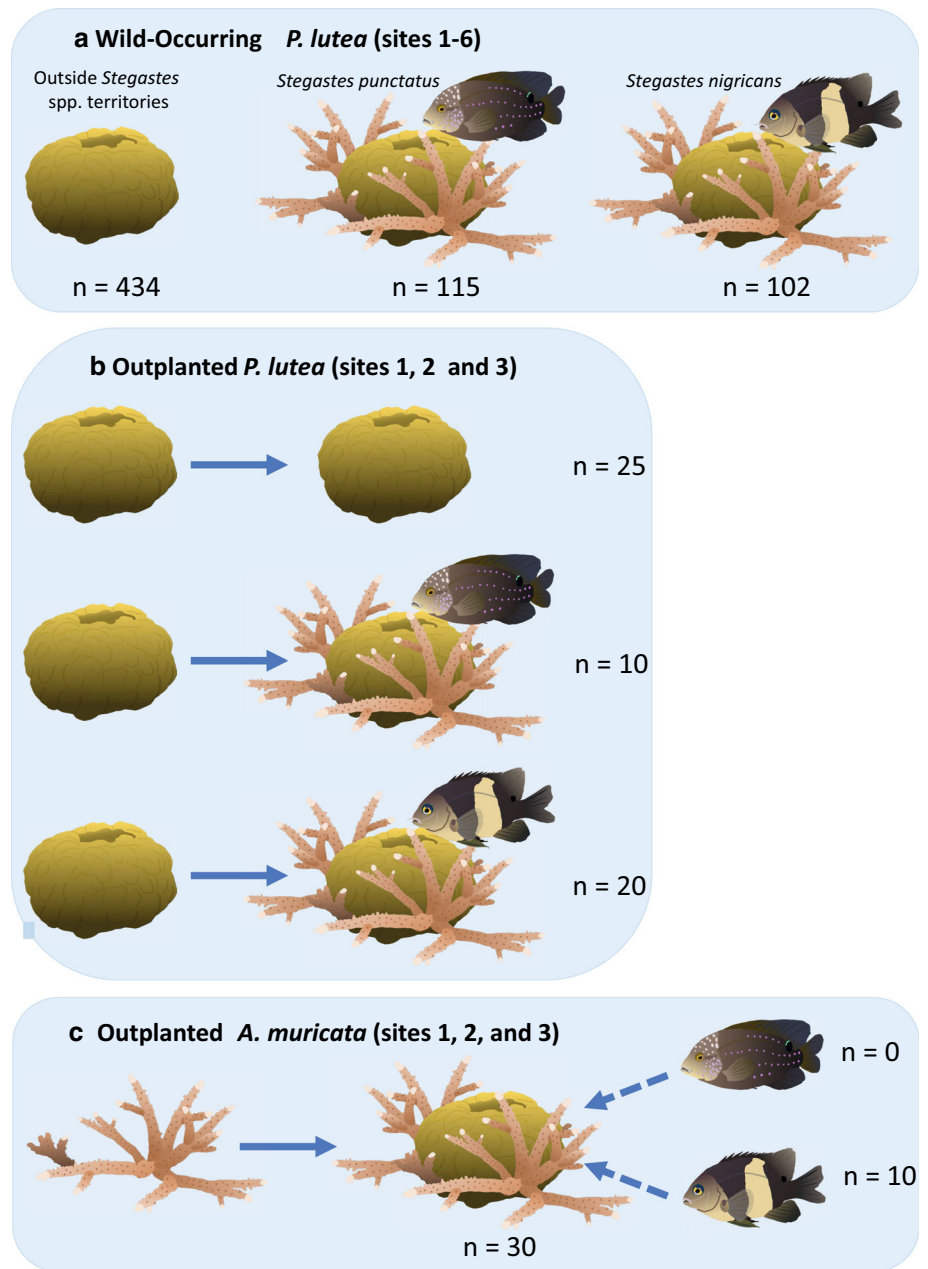 a Wild-Occurring P. lutea (sites 1-6)
Outside Stegastes
spp. territories
Stegastes punctatus
Stegastes nigricans
n = 434
n = 115
n = 102
b Outplanted P. lutea (sites 1, 2 and 3)
n = 25
n = 10
n = 20
c Outplanted A. muricata (sites 1, 2, and 3)
n = 0
n = 10
n = 30